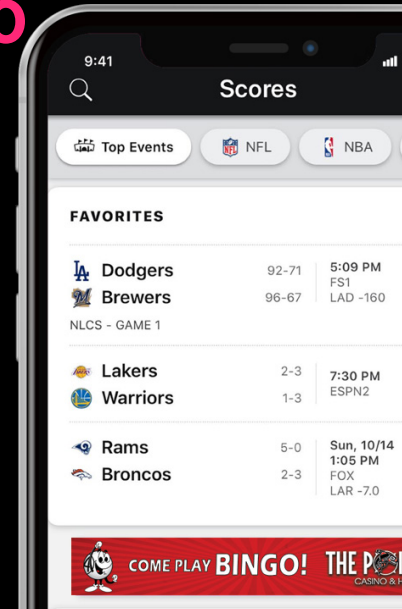 9:41
Scores
Top Events
NFL
NBA
FAVORITES
Dodgers 92-71 5:09 PM
FS1
Brewers 96-67 LAD -160
NLCS - GAME 1
Lakers 2-3 7:30 PM
Warriors 1-3 ESPN2
Rams 5-0 Sun, 10/14
1:05 PM
Broncos 2-3 FOX
LAR -7.0
COME PLAY BINGO! THE
CASINO &